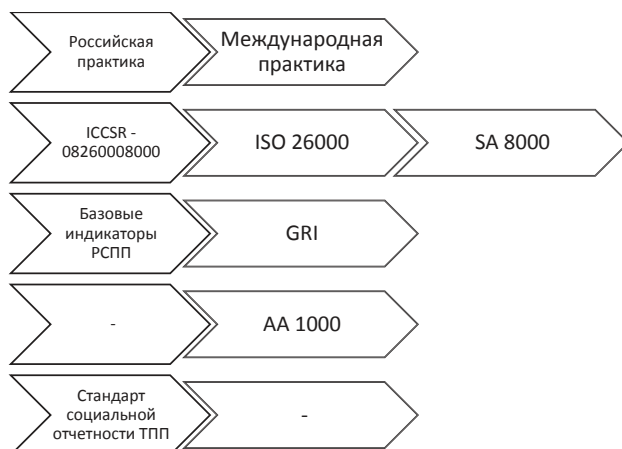 Российская
практика
Международная
практика
ICCSR -
08260008000
ISO 26000
SA 8000
Базовые
индикаторы
РСПП
GRI
-
AA 1000
Стандарт
социальной
отчетности ТПП
-